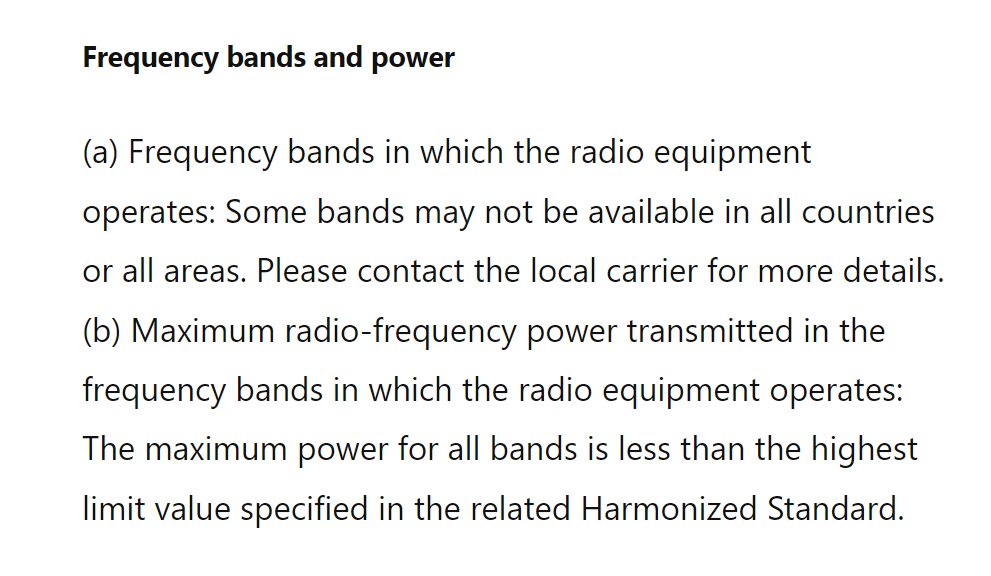 Frequency bands and power
(a) Frequency bands in which the radio equipment
operates: Some bands may not be available in all countries
or all areas. Please contact the local carrier for more details.
(b) Maximum radio-frequency power transmitted in the
frequency bands in which the radio equipment operates:
The maximum power for all bands is less than the highest
limit value specified in the related Harmonized Standard.